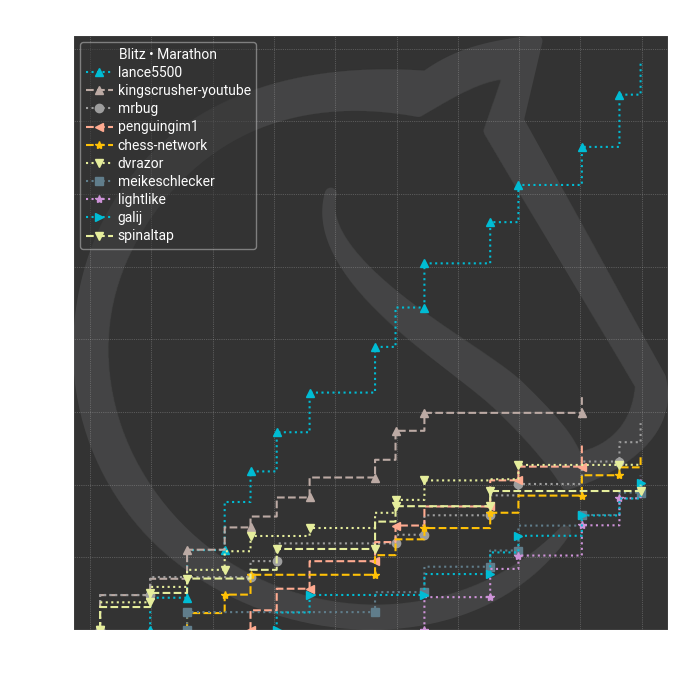 Blitz • Marathon
lance5500
kingscrusher-youtube
mrbug
penguingim1
chess-network
dvrazor
meikeschlecker
lightlike
galij
spinaltap